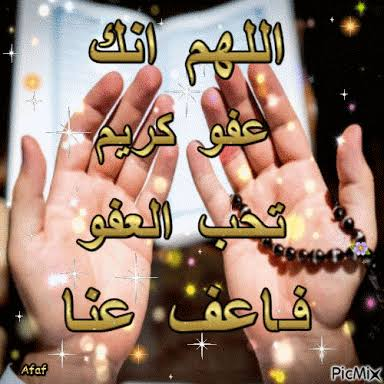 اللهم انك
عفو كريم
تحب العفو
فاعف عنا
Afaf
PicMix